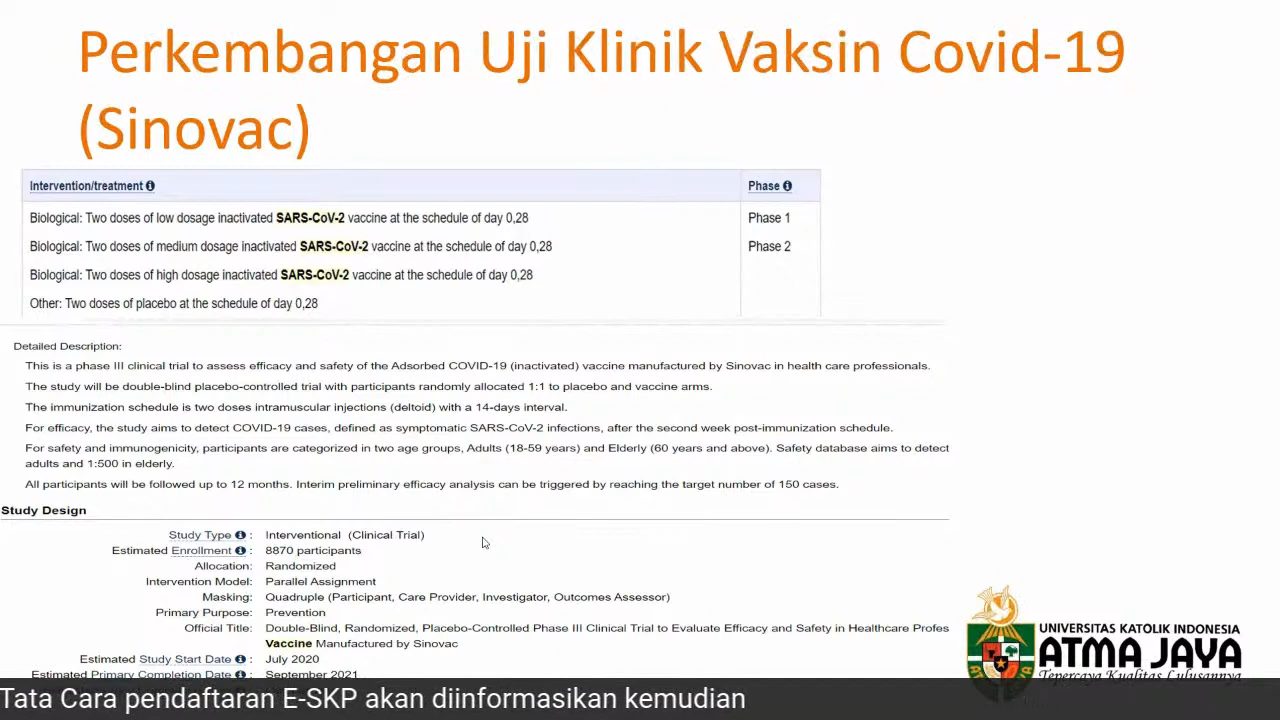 Perkembangan Uji Klinik Vaksin Covid-19
(Sinovac)
Intervention/treatment
Phase
Biological: Two doses of low dosage inactivated SARS-CoV-2 vaccine at the schedule of day 0,28
Phase 1
Biological: Two doses of medium dosage inactivated SARS-CoV-2 vaccine at the schedule of day 0,28
Phase 2
Biological: Two doses of high dosage inactivated SARS-CoV-2 vaccine at the schedule of day 0,28
Other: Two doses of placebo at the schedule of day 0,28
Detailed Description:
This is a phase III clinical trial to assess efficacy and safety of the Adsorbed COVID-19 (inactivated) vaccine manufactured by Sinovac in health care professionals.
The study will be double-blind placebo-controlled trial with participants randomly allocated 1:1 to placebo and vaccine arms.
The immunization schedule is two doses intramuscular injections (deltoid) with a 14-days interval.
For efficacy, the study aims to detect COVID-19 cases, defined as symptomatic SARS-CoV-2 infections, after the second week post-immunization schedule.
For safety and immunogenicity, participants are categorized in two age groups, Adults (18-59 years) and Elderly (60 years and above). Safety database aims to detect
adults and 1:500 in elderly.
All participants will be followed up to 12 months. Interim preliminary efficacy analysis can be triggered by reaching the target number of 150 cases.
Study Design
Study Type : Interventional (Clinical Trial)
Estimated Enrollment : 8870 participants
Allocation: Randomized
Intervention Model: Parallel Assignment
Masking: Quadruple (Participant, Care Provider, Investigator, Outcomes Assessor)
Primary Purpose: Prevention
Official Title: Double-Blind, Randomized, Placebo-Controlled Phase III Clinical Trial to Evaluate Efficacy and Safety in Healthcare Profes
Vaccine Manufactured by Sinovac
Estimated Study Start Date : July 2020
Estimated Primary Completion Date : September 2021
UNIVERSITAS KATOLIK INDONESIA
ATMA JAYA
Tepercaya Kualitas Lulusannya
Tata Cara pendaftaran E-SKP akan diinformasikan kemudian